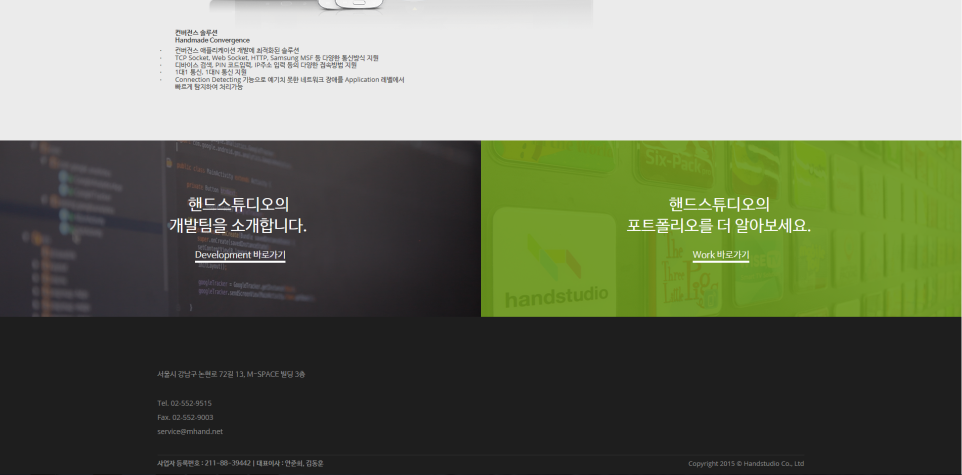 컨버전스 솔루션
Handmade Convergence
· 컨버전스 애플리케이션 개발에 최적화된 솔루션
· TCP Socket, Web Socket, HTTP, Samsung MSF 등 다양한 통신방식 지원
· 디바이스 검색, PIN 코드입력, IP주소 입력 등의 다양한 접속방법 지원
· 1대1 통신, 1대N 통신 지원
· Connection Detecting 기능으로 예기치 못한 네트워크 장애를 Application 레벨에서
빠르게 탐지하여 처리가능
핸드스튜디오의
개발팀을 소개합니다.
Development 바로가기
Six-Pack
핸드스튜디오의
포트폴리오를 더 알아보세요.
Work 바로가기
handstudio
서울시 강남구 논현로 72길 13, M-SPACE 빌딩 3층
Tel. 02-552-9515
Fax. 02-552-9003
service@mhand.net
사업자 등록번호 : 211-88-39442 | 대표이사 : 안준희, 김동훈
Copyright 2015 © Handstudio Co., Ltd